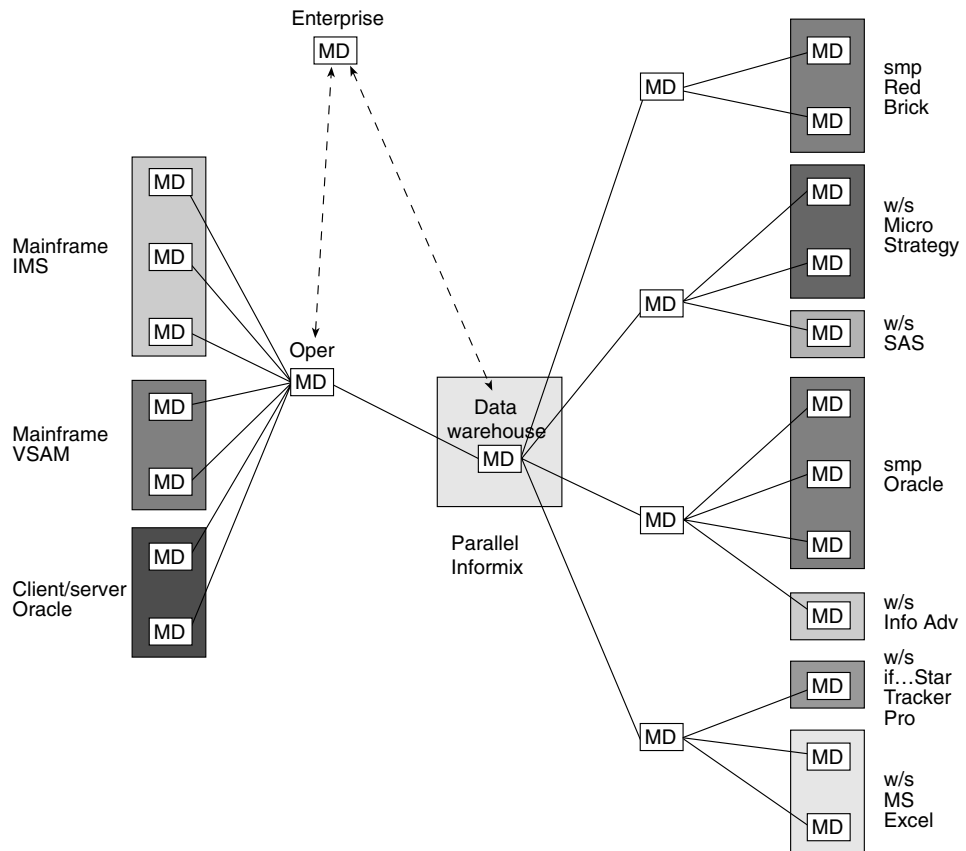 Enterprise
MD
MD
MD
MD
Mainframe
IMS
MD
MD
Mainframe
VSAM
MD
MD
Client/server
Oracle
Oper
MD
Data
warehouse
MD
Parallel
Informix
MD
MD
MD
MD
MD
MD
smp
Red
Brick
MD
MD
w/s
Micro
Strategy
MD
w/s
SAS
MD
MD
MD
smp
Oracle
MD
w/s
Info Adv
MD
w/s
if…Star
Tracker
Pro
MD
MD
w/s
MS
Excel